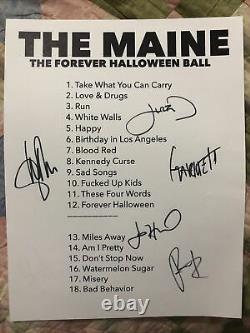 THE MAINE
THE FOREVER HALLOWEEN BALL
1. Take What You Can Carry
2. Love & Drugs
3. Run
4. White Walls
5. Happy
6. Birthday in Los Angeles
7. Blood Red
8. Kennedy Curse
9. Sad Songs
10. Fucked Up Kids
11. These Four Words
12. Forever Halloween
13. Miles Away
14. Am I Pretty
15. Don't Stop Now
16. Watermelon Sugar
17. Misery
18. Bad Behavior
GARRETT